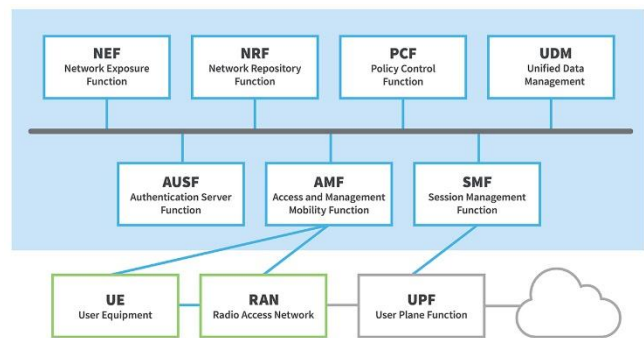 NEF
Network Exposure
Function
NRF
Network Repository
Function
PCF
Policy Control
Function
UDM
Unified Data
Management
AUSF
Authentication Server
Function
AMF
Access and Management
Mobility Function
SMF
Session Management
Function
UE
User Equipment
RAN
Radio Access Network
UPF
User Plane Function